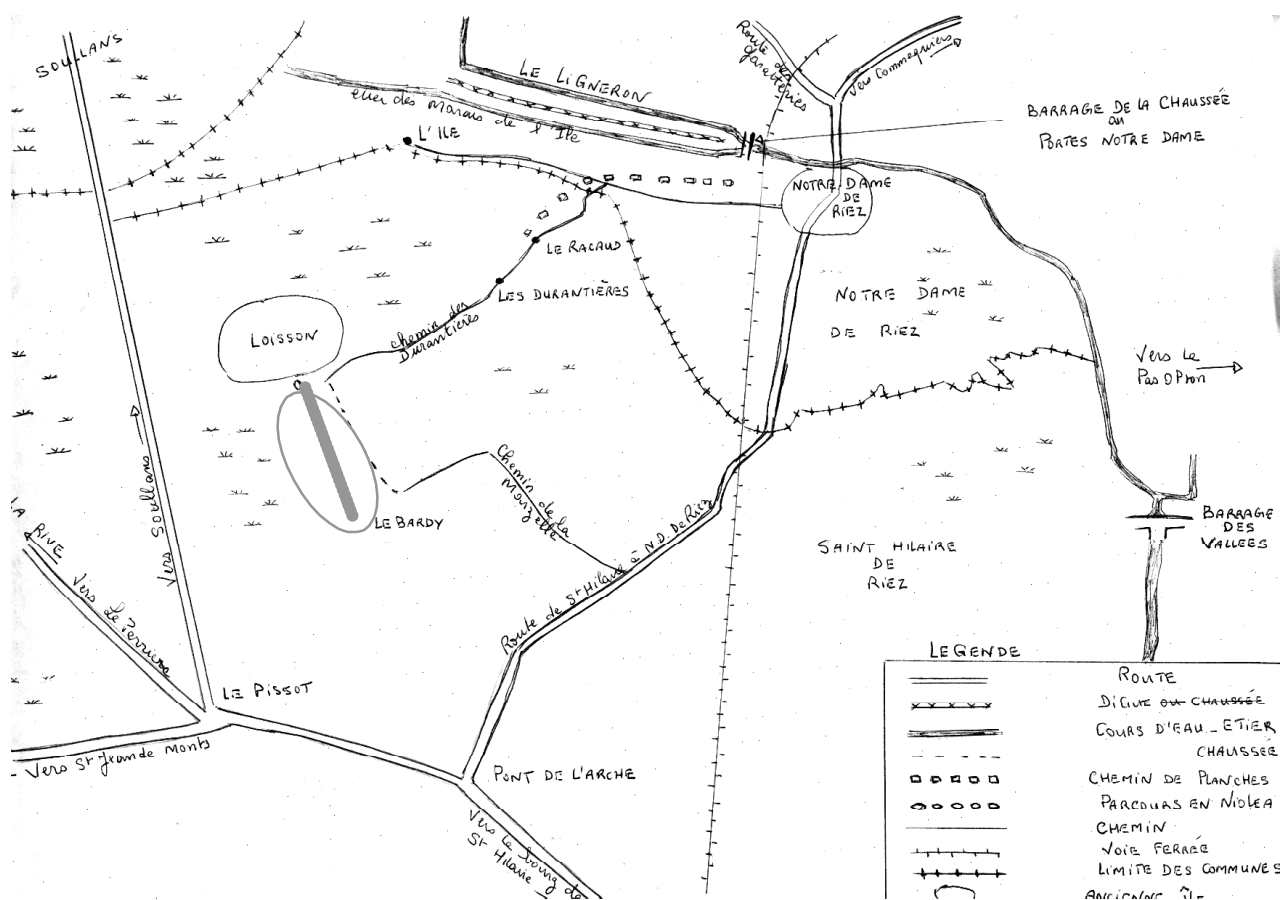 SOULLANS
LE LIGNERON
etier des Marais de l'Ile
Route des
Garatteries
Vers Commequiers
BARRAGE DE LA CHAUSSÉE
ou
PORTES NOTRE DAME
L'ILE
NOTRE DAME
DE
RIEZ
LE RACAUD
LES DURANTIÈRES
NOTRE DAME
DE RIEZ
LOISSON
chemin des
Durantières
Vers Le
Pas Opton
Vers Soullans
Chemin de la
LE BARDY
BARRAGE
DES
VALLEES
RIVE
Vers Le Perrier
SAINT HILAIRE
DE
RIEZ
Route de St Hilaire à N.D. De Riez
LE PISSOT
Vers St Jean de Monts
PONT DE L'ARCHE
Vers Le bourg de
St Hilaire
LEGENDE
ROUTE
DIGUE OU CHAUSSÉE
COURS D'EAU _ ETIER
CHAUSSEE
CHEMIN DE PLANCHES
PARCOURS EN NIOLEA
CHEMIN
VOIE FERRÉE
LIMITE DES COMMUNES
ANCIENNE ÎLE